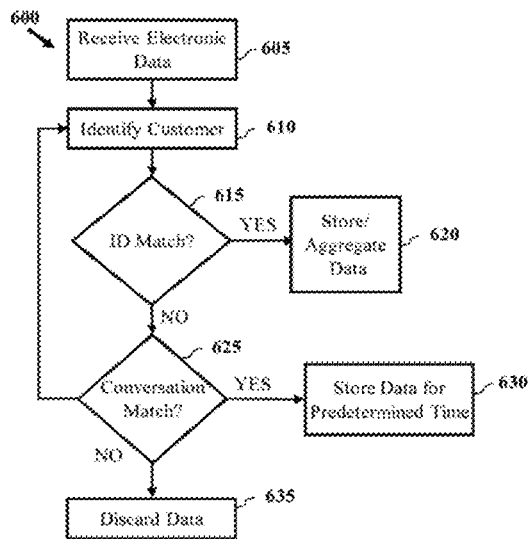 600
Receive Electronic
Data
605
Identify Customer
610
615
ID Match?
YES
Store/
Aggregate
Data
620
NO
625
Conversation
Match?
YES
Store Data for
Predetermined Time
630
NO
635
Discard Data